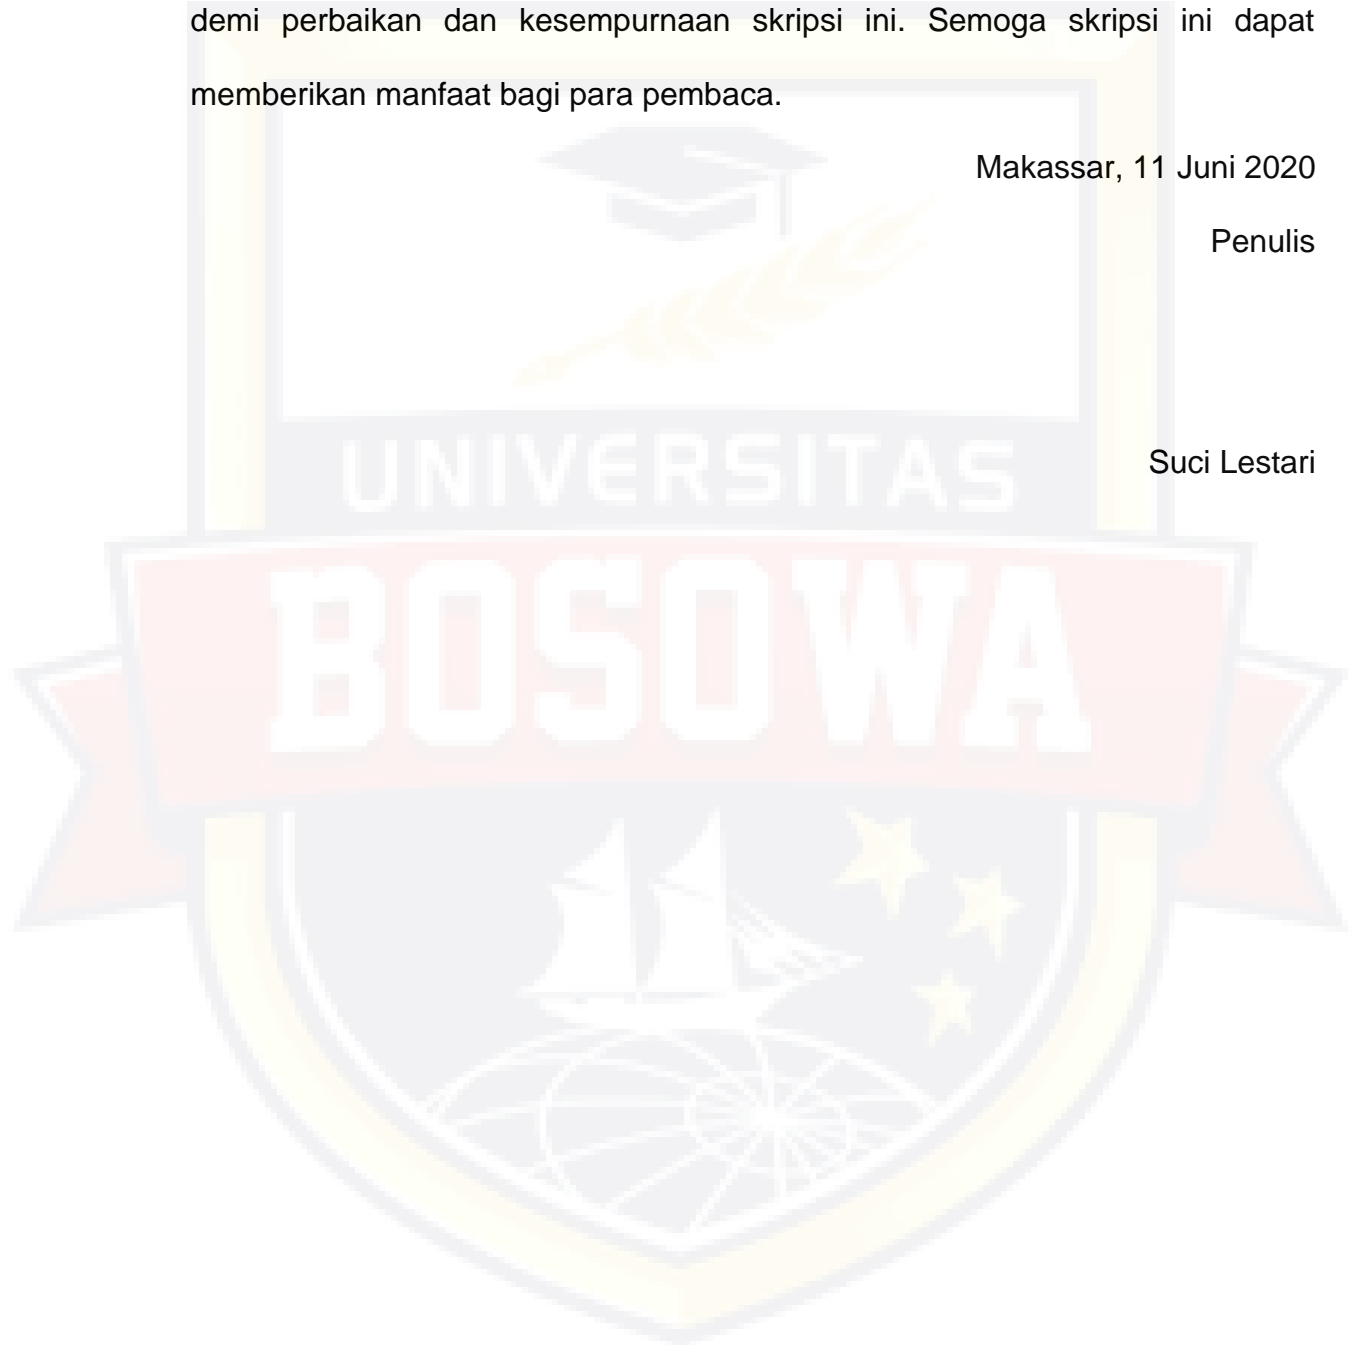 demi perbaikan dan kesempurnaan skripsi ini. Semoga skripsi ini dapat
memberikan manfaat bagi para pembaca.
Makassar, 11 Juni 2020
Penulis
Suci Lestari
UNIVERSITAS
BOSOWA